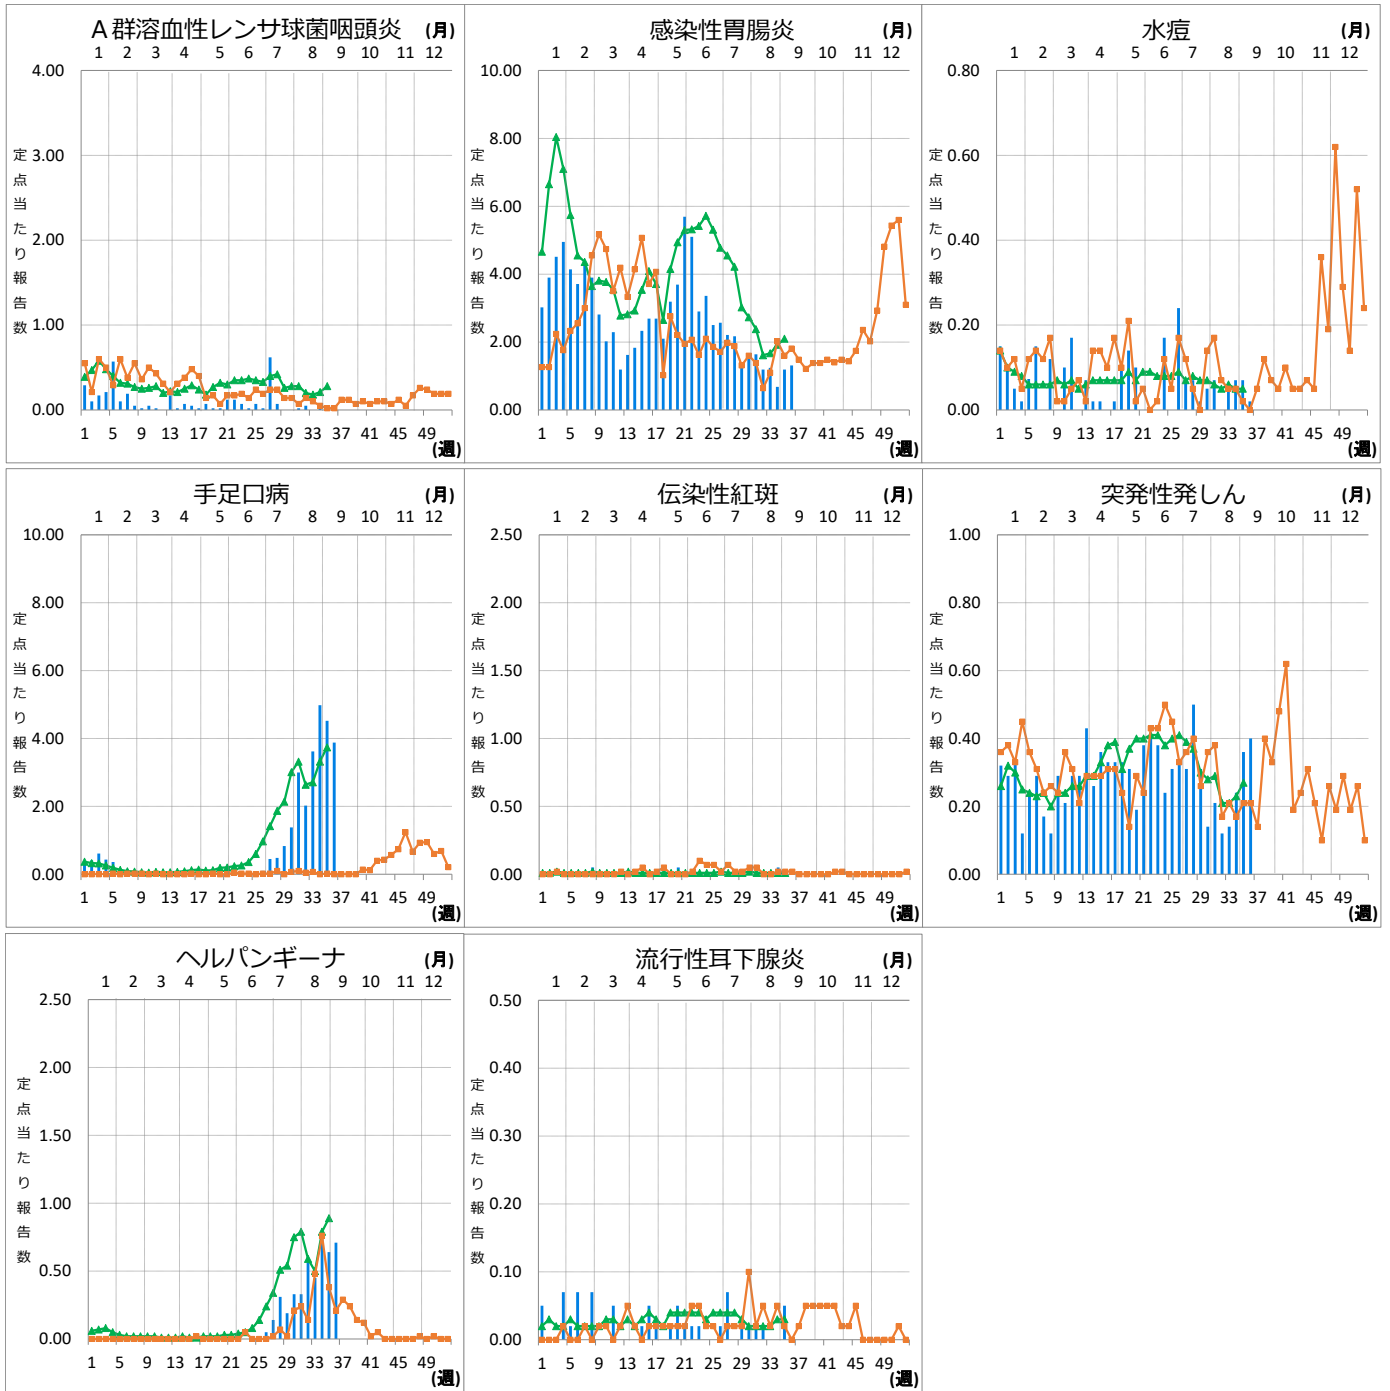 Ａ群溶血性レンサ球菌咽頭炎 (月)
1 2 3 4 5 6 7 8 9 10 11 12
4.00
3.00
2.00
1.00
0.00
定点当たり報告数
1 5 9 13 17 21 25 29 33 37 41 45 49
(週)
感染性胃腸炎 (月)
1 2 3 4 5 6 7 8 9 10 11 12
10.00
8.00
6.00
4.00
2.00
0.00
定点当たり報告数
1 5 9 13 17 21 25 29 33 37 41 45 49
(週)
水痘 (月)
1 2 3 4 5 6 7 8 9 10 11 12
0.80
0.60
0.40
0.20
0.00
定点当たり報告数
1 5 9 13 17 21 25 29 33 37 41 45 49
(週)
手足口病 (月)
1 2 3 4 5 6 7 8 9 10 11 12
10.00
8.00
6.00
4.00
2.00
0.00
定点当たり報告数
1 5 9 13 17 21 25 29 33 37 41 45 49
(週)
伝染性紅斑 (月)
1 2 3 4 5 6 7 8 9 10 11 12
2.50
2.00
1.50
1.00
0.50
0.00
定点当たり報告数
1 5 9 13 17 21 25 29 33 37 41 45 49
(週)
突発性発しん (月)
1 2 3 4 5 6 7 8 9 10 11 12
1.00
0.80
0.60
0.40
0.20
0.00
定点当たり報告数
1 5 9 13 17 21 25 29 33 37 41 45 49
(週)
ヘルパンギーナ (月)
1 2 3 4 5 6 7 8 9 10 11 12
2.50
2.00
1.50
1.00
0.50
0.00
定点当たり報告数
1 5 9 13 17 21 25 29 33 37 41 45 49
(週)
流行性耳下腺炎 (月)
1 2 3 4 5 6 7 8 9 10 11 12
0.50
0.40
0.30
0.20
0.10
0.00
定点当たり報告数
1 5 9 13 17 21 25 29 33 37 41 45 49
(週)